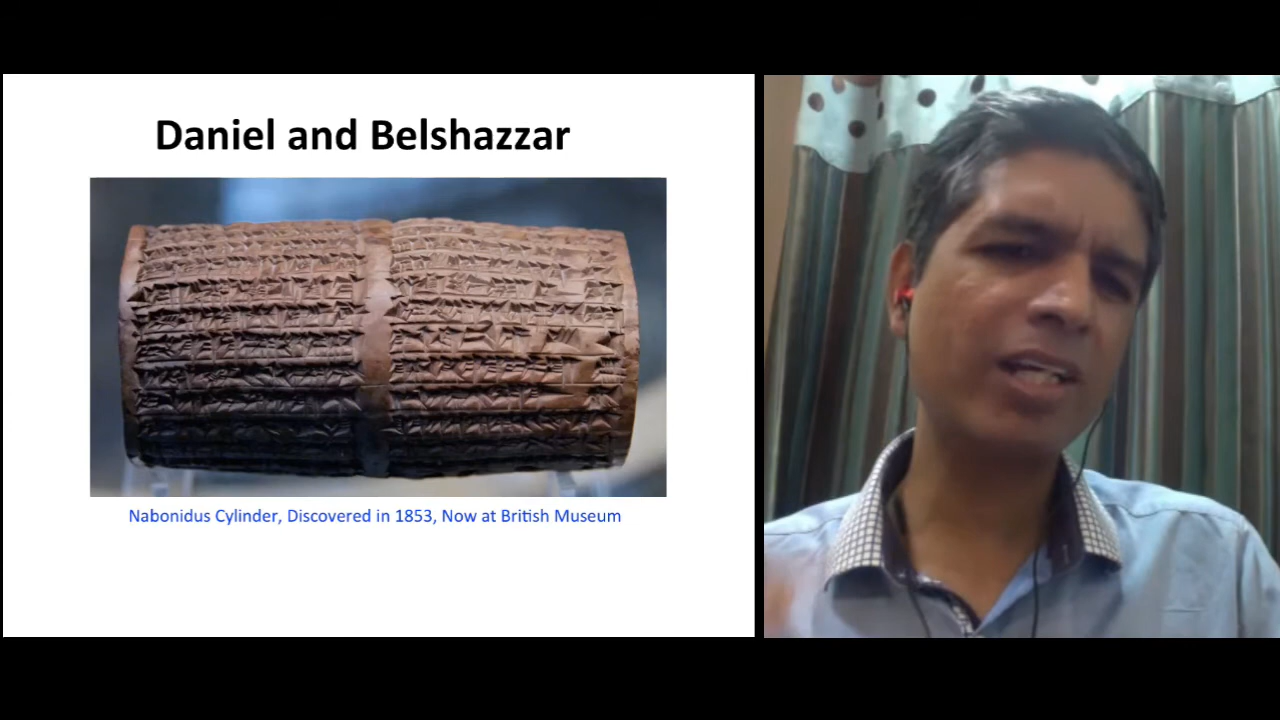 Daniel and Belshazzar
Nabonidus Cylinder, Discovered in 1853, Now at British Museum